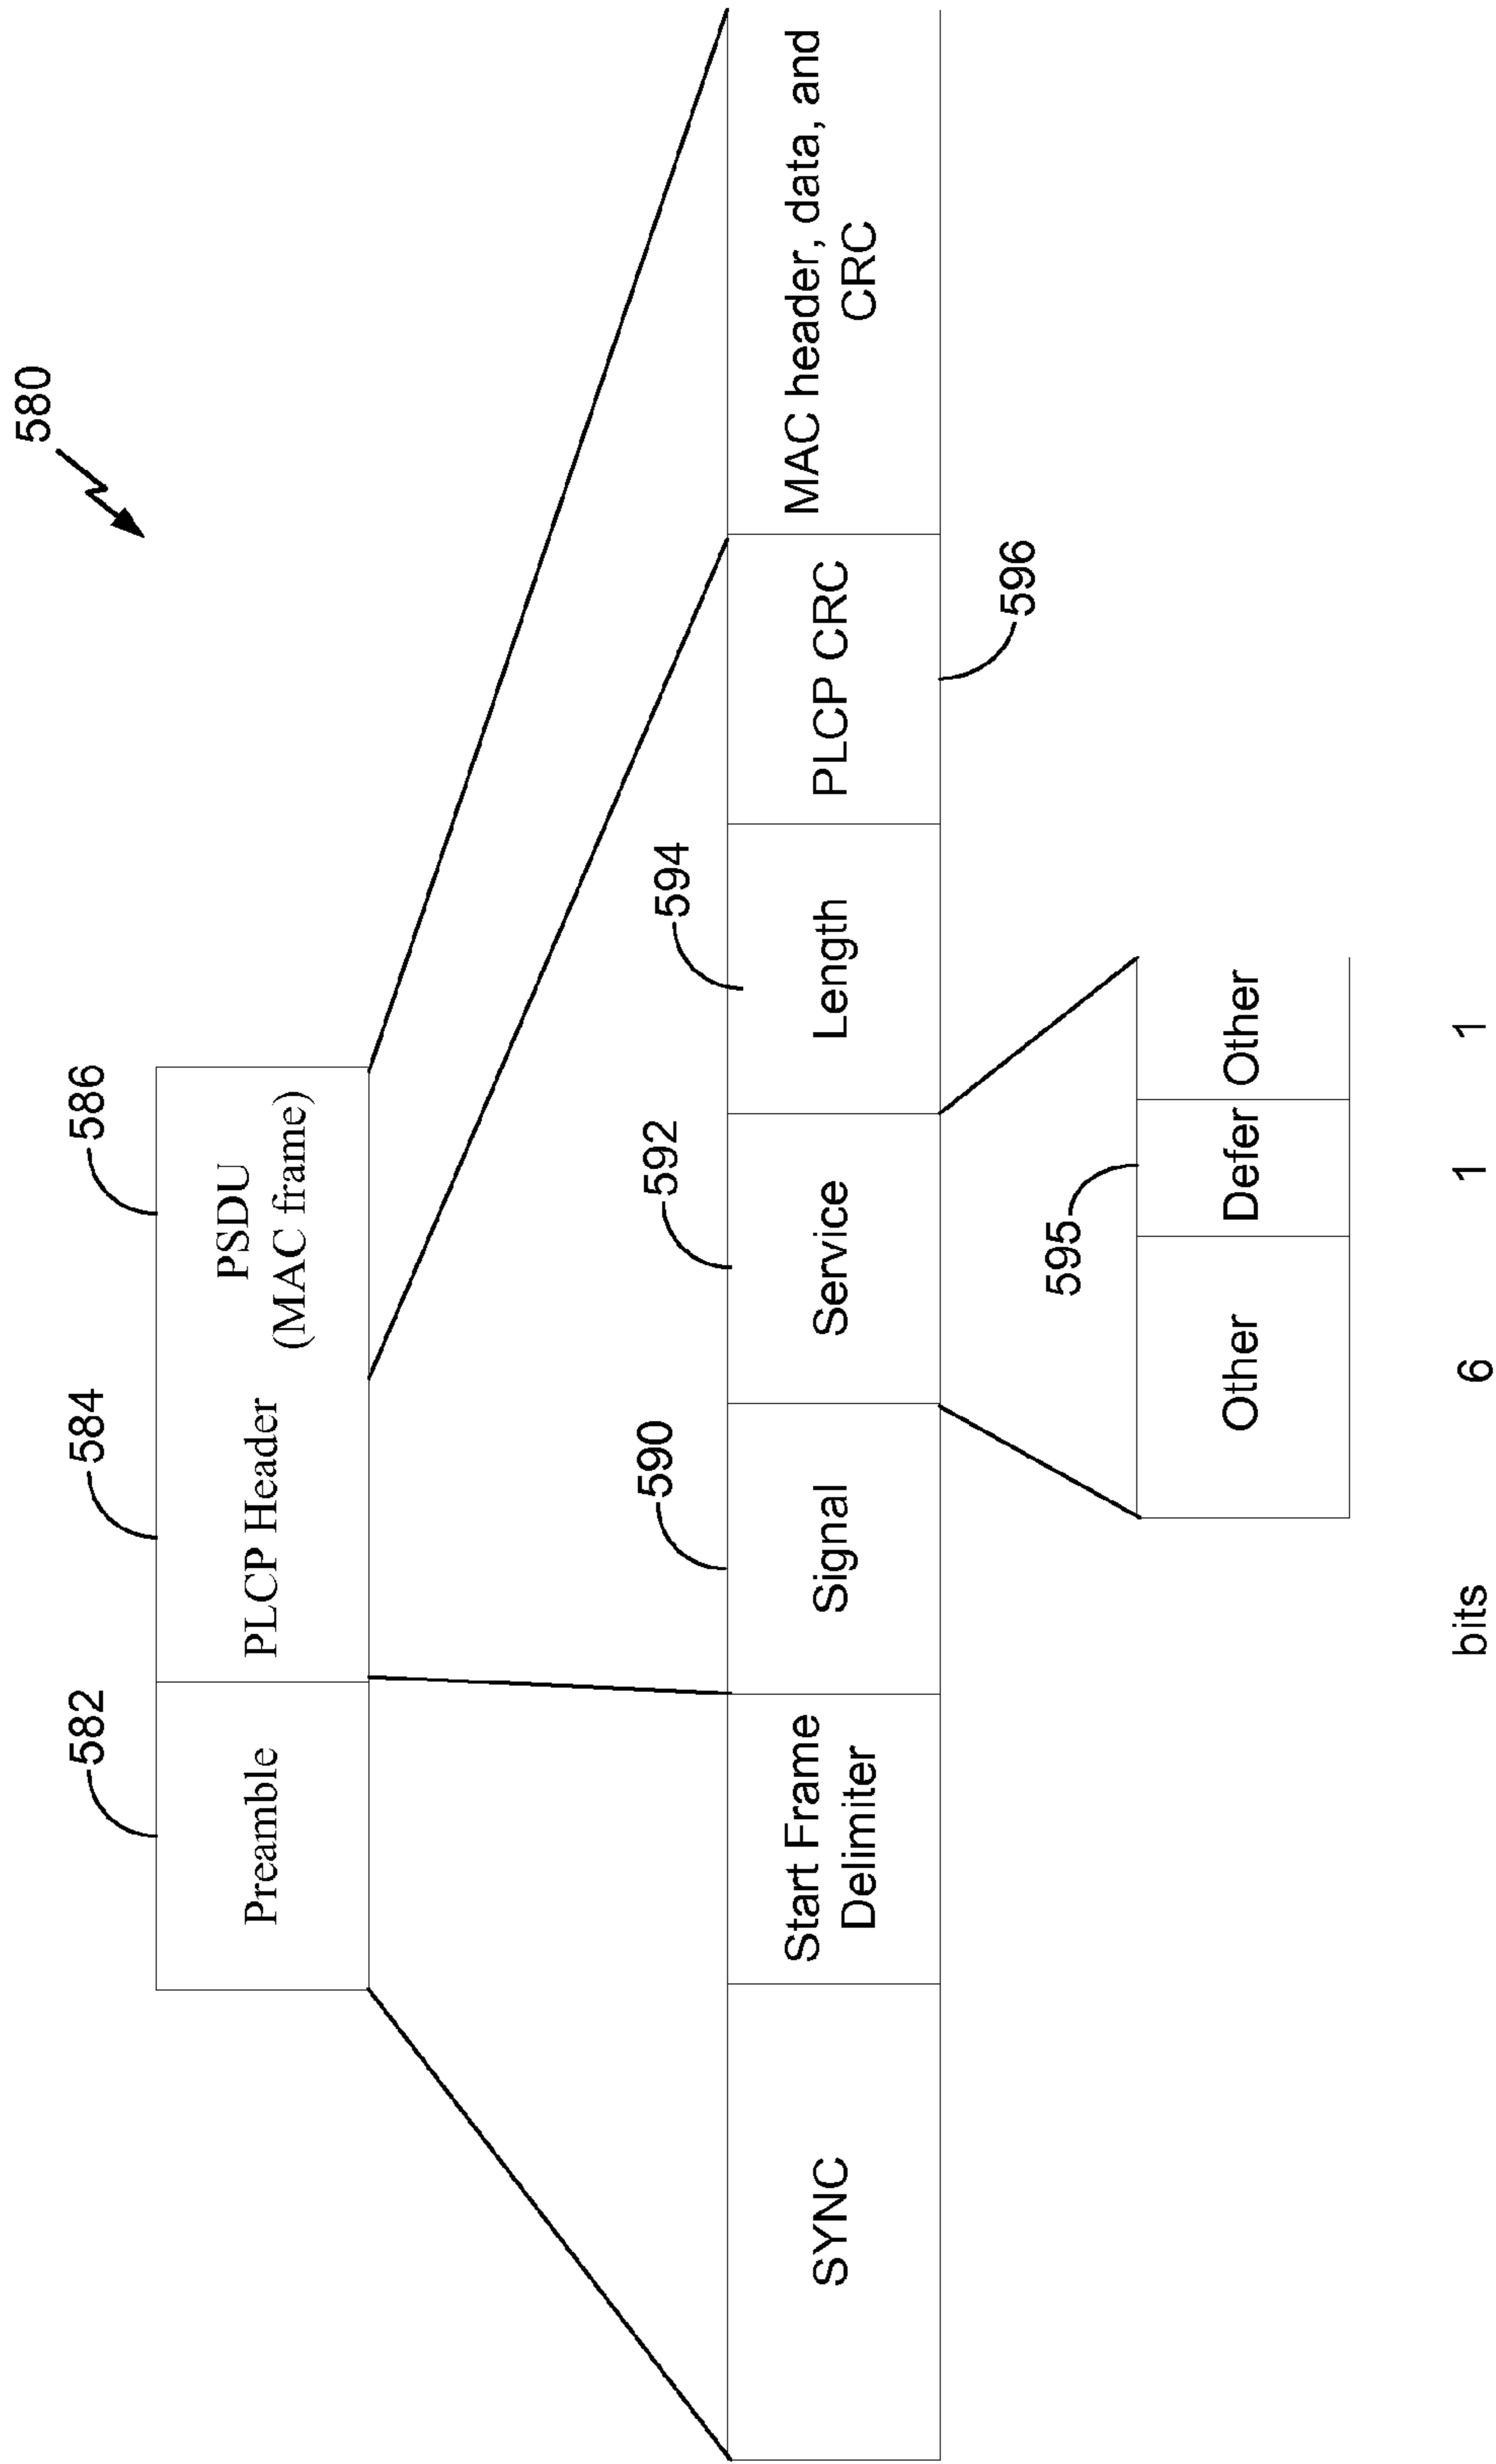 580
582
584
586
Preamble
PLCP Header
PSDU
(MAC frame)
590
592
594
SYNC
Start Frame
Delimiter
Signal
Service
Length
PLCP CRC
MAC header, data, and
CRC
596
595
Other
Defer
Other
bits
6
1
1